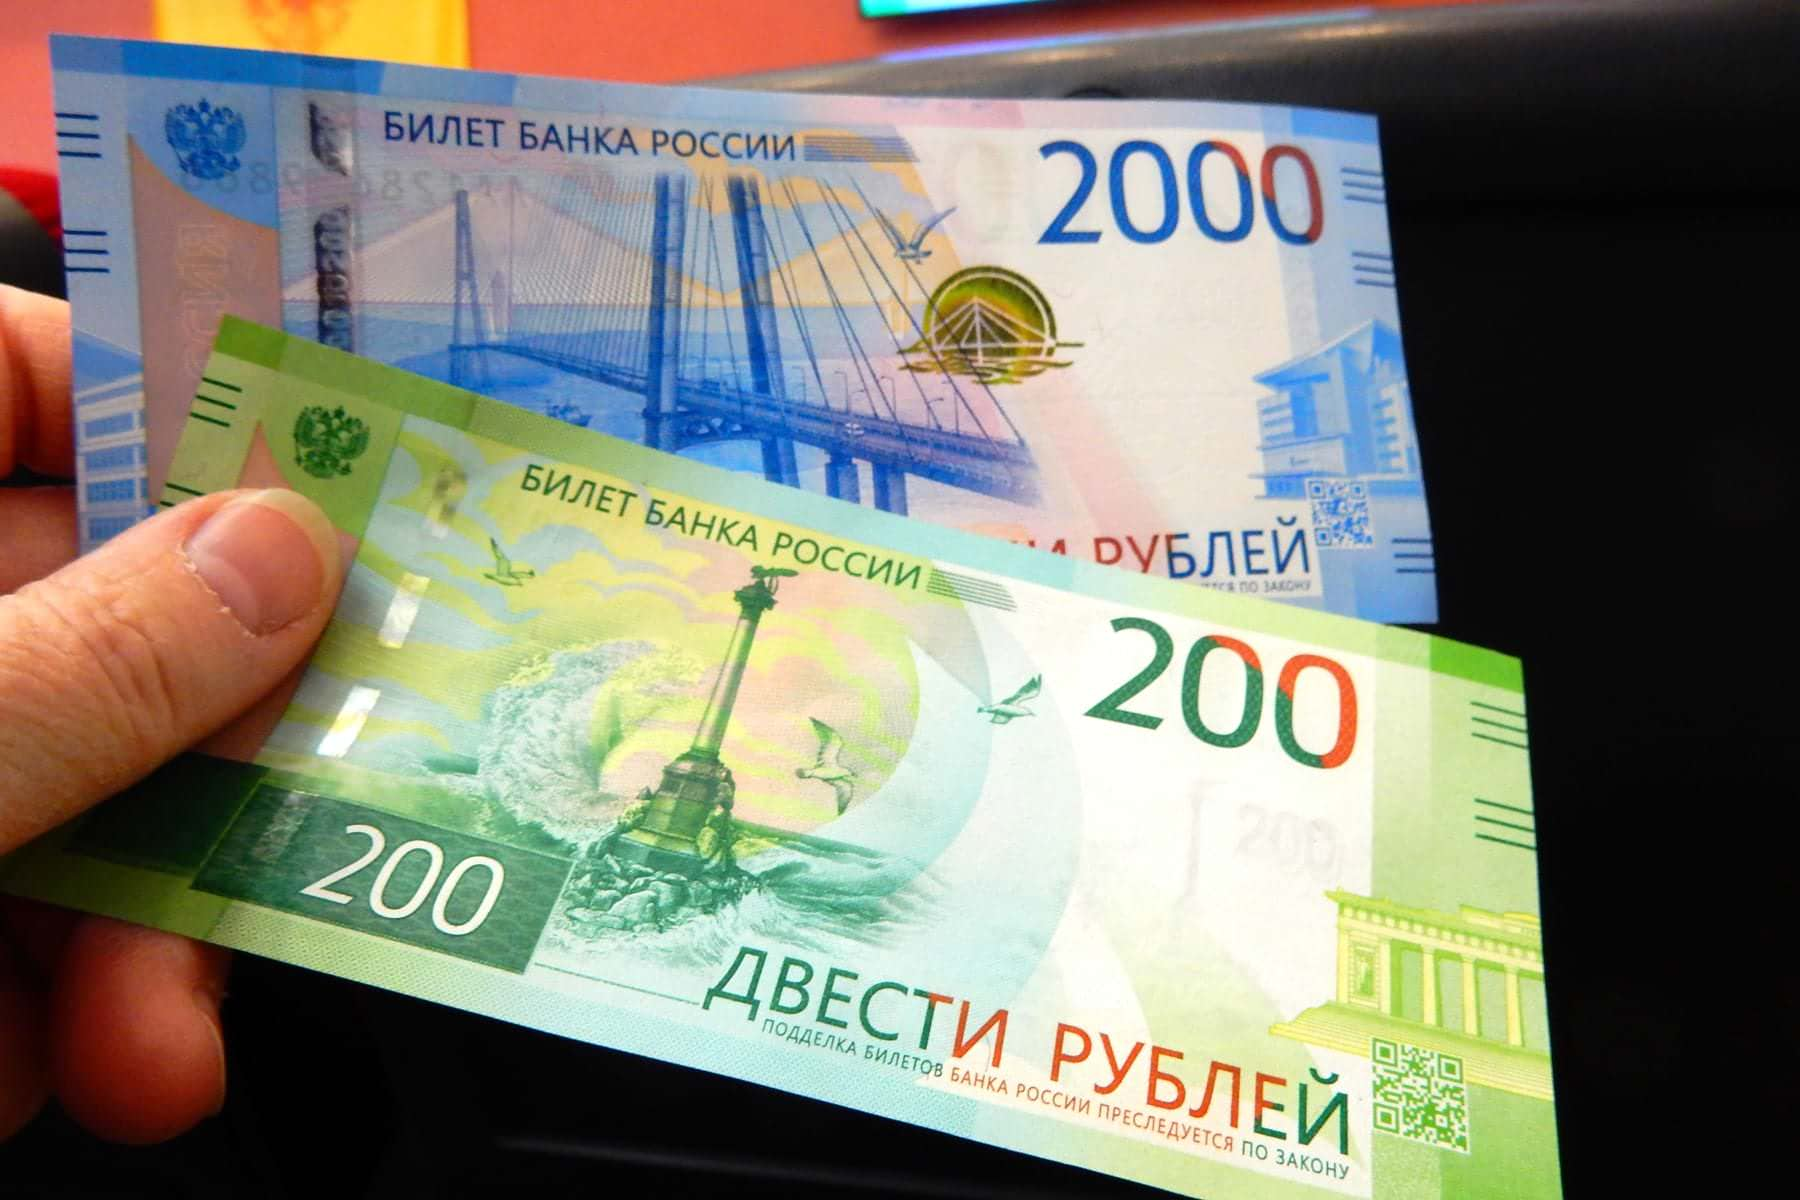 БИЛЕТ БАНКА РОССИИ
2000
РУБЛЕЙ
ПО ЗАКОНУ
БИЛЕТ БАНКА РОССИИ
200
200
200
ДВЕСТИ РУБЛЕЙ
ПОДДЕЛКА БИЛЕТОВ БАНКА РОССИИ ПРЕСЛЕДУЕТСЯ ПО ЗАКОНУ